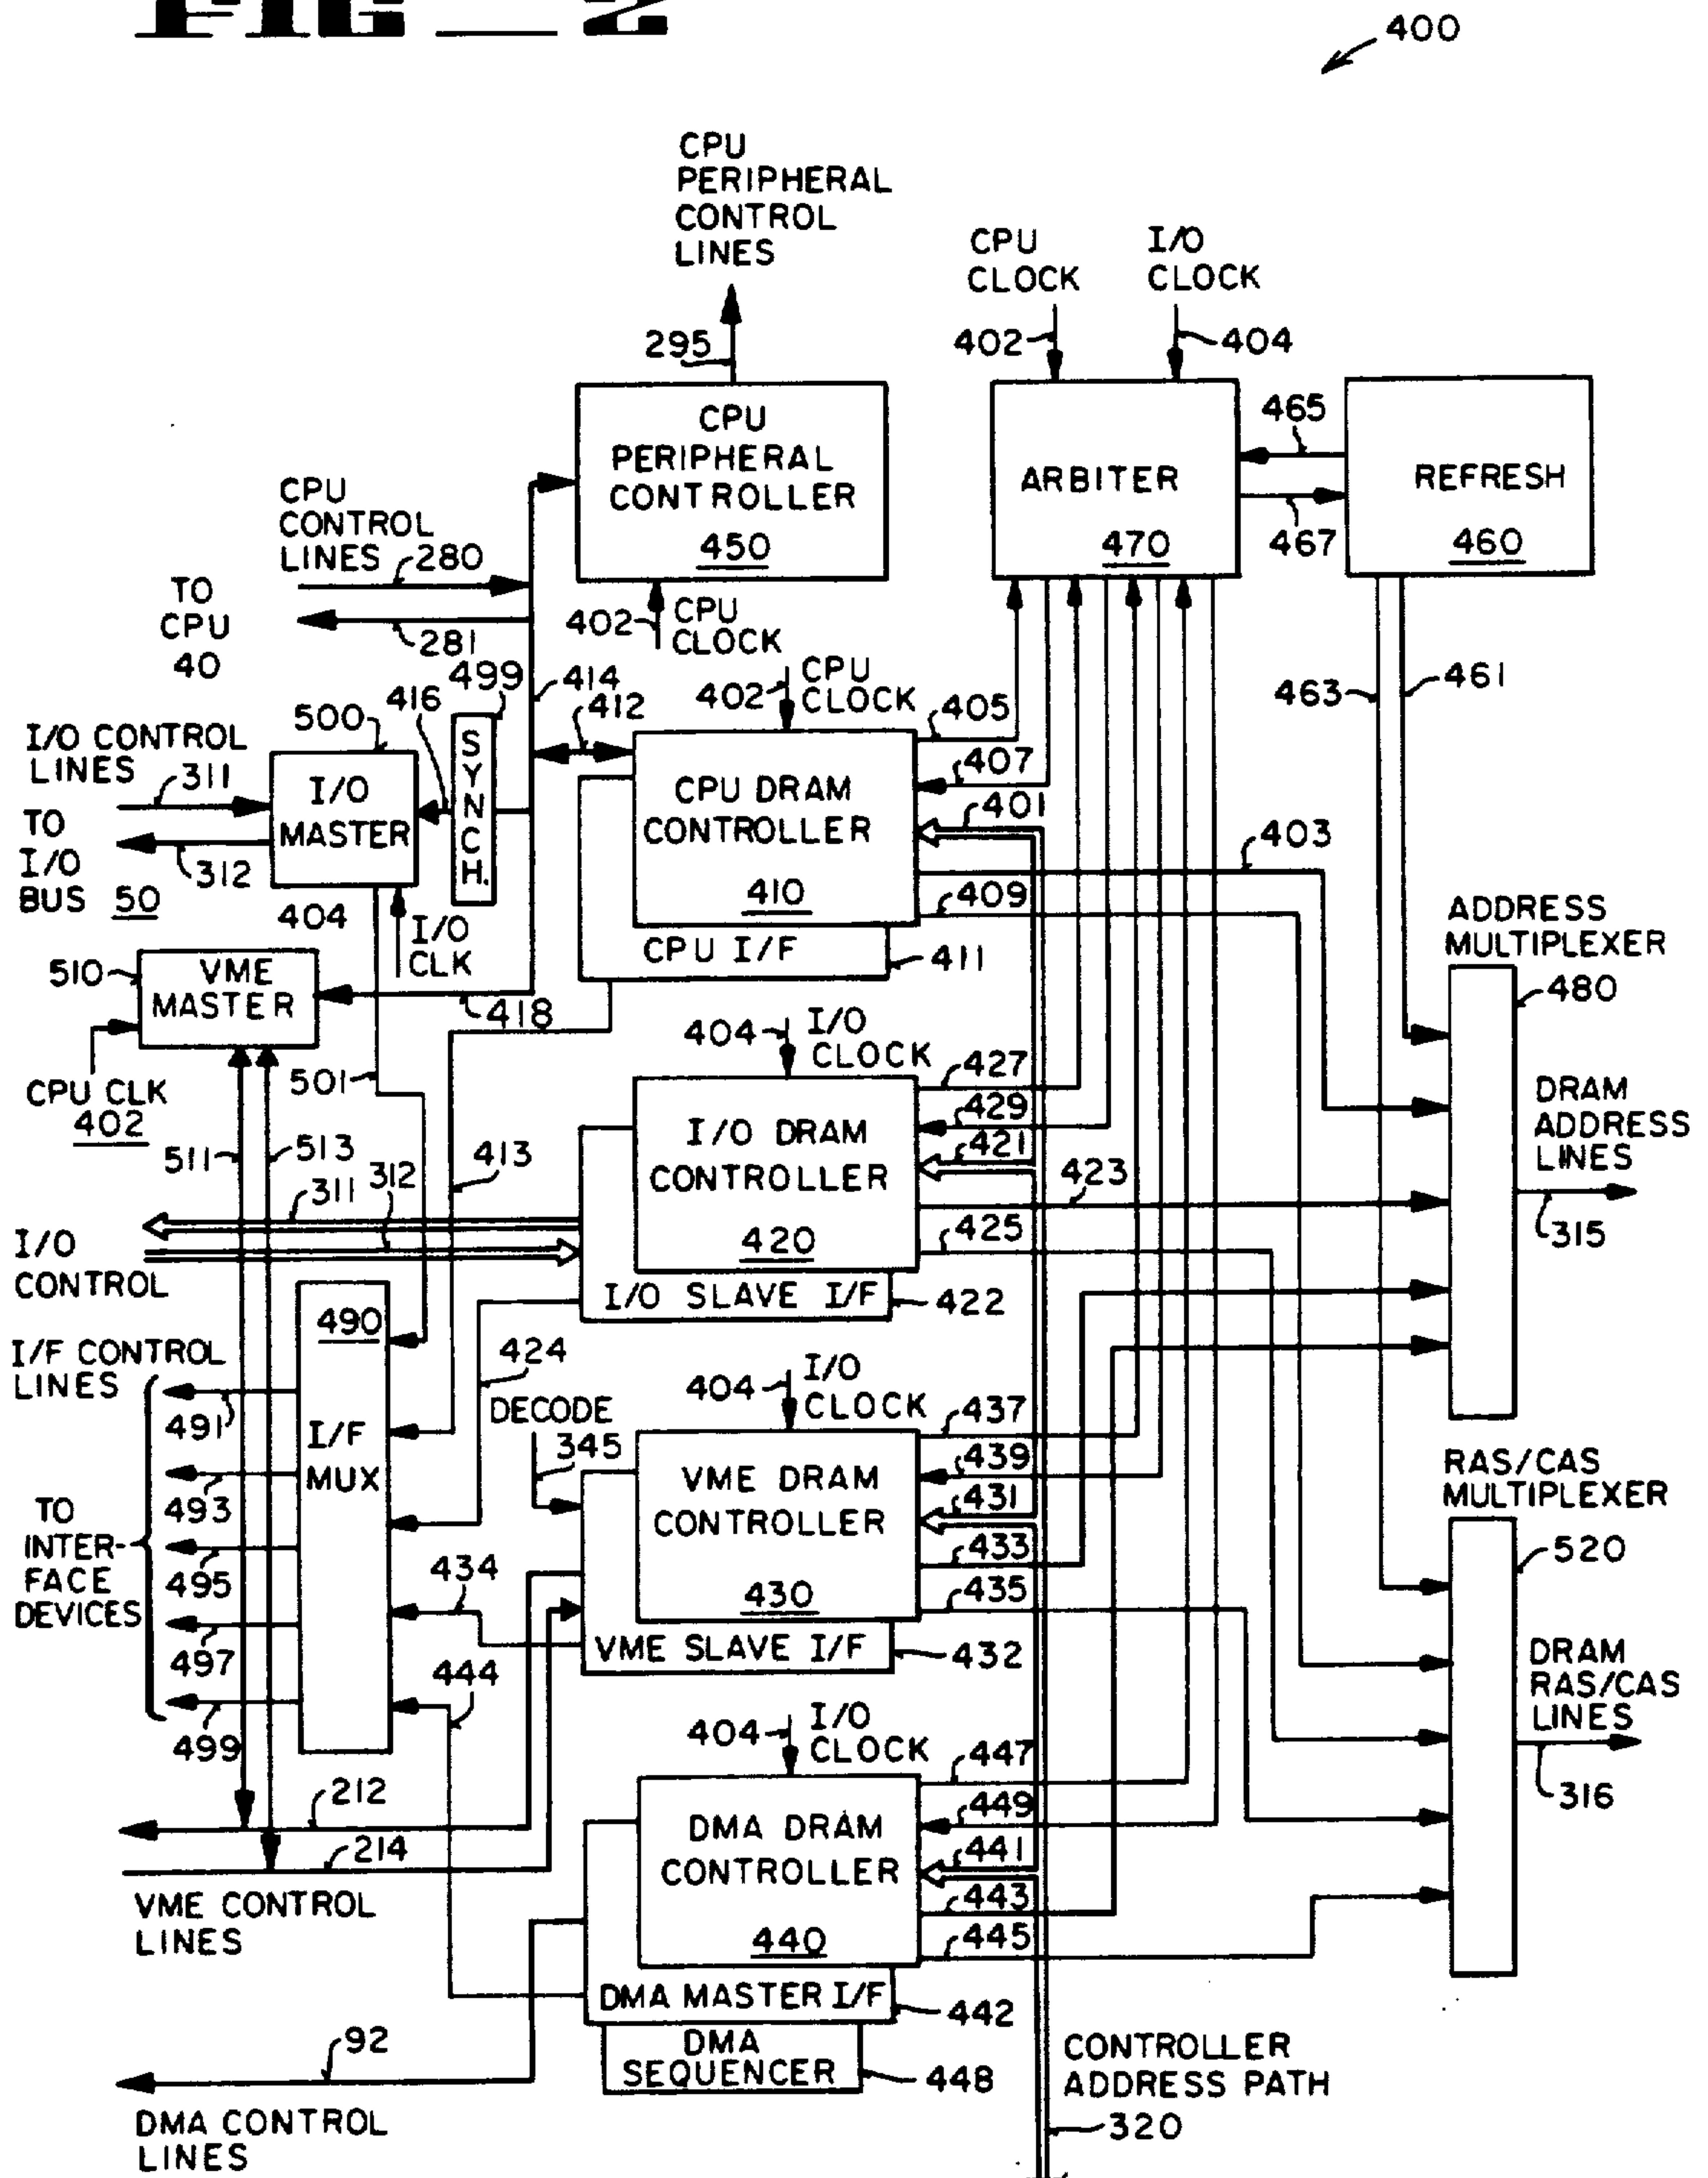 FIG _ 2
400
CPU
PERIPHERAL
CONTROL
LINES
295
CPU
CLOCK
I/O
CLOCK
402
404
CPU
PERIPHERAL
CONTROLLER
450
ARBITER
470
465
467
REFRESH
460
CPU
CONTROL
LINES
280
TO
CPU
40
281
402
CPU
CLOCK
499
414
416
412
402
CPU
CLOCK
405
407
401
403
409
463
461
I/O CONTROL
LINES
311
500
I/O
MASTER
SYNCH.
TO
I/O
BUS 50
312
404
I/O
CLK
CPU DRAM
CONTROLLER
410
CPU I/F
411
ADDRESS
MULTIPLEXER
480
510
VME
MASTER
418
CPU CLK
402
501
404
I/O
CLOCK
427
429
421
423
425
I/O DRAM
CONTROLLER
420
I/O SLAVE I/F
422
DRAM
ADDRESS
LINES
315
511
513
413
311
312
I/O
CONTROL
490
I/F
MUX
I/F CONTROL
LINES
491
493
495
497
499
TO
INTER-
FACE
DEVICES
424
DECODE
345
404
I/O
CLOCK
437
439
431
433
435
VME DRAM
CONTROLLER
430
VME SLAVE I/F
432
434
444
RAS/CAS
MULTIPLEXER
520
DRAM
RAS/CAS
LINES
316
404
I/O
CLOCK
447
449
441
443
445
DMA DRAM
CONTROLLER
440
DMA MASTER I/F
442
DMA
SEQUENCER
448
212
214
VME CONTROL
LINES
92
DMA CONTROL
LINES
CONTROLLER
ADDRESS PATH
320